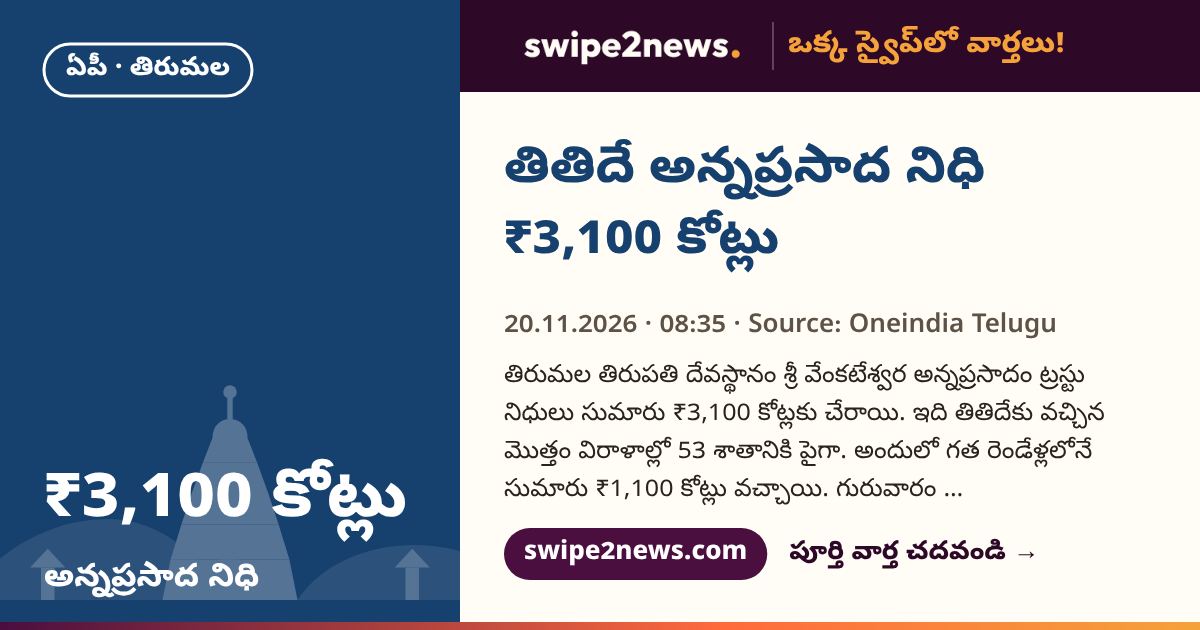 ఏపీ · తిరుమల
₹3,100 కోట్లు
అన్నప్రసాద నిధి
swipe2news. ఒక్క స్వైప్‌లో వార్తలు!
తితిదే అన్నప్రసాద నిధి
₹3,100 కోట్లు
20.11.2026 · 08:35 · Source: Oneindia Telugu
తిరుమల తిరుపతి దేవస్థానం శ్రీ వేంకటేశ్వర అన్నప్రసాదం ట్రస్టు
నిధులు సుమారు ₹3,100 కోట్లకు చేరాయి. ఇది తితిదేకు వచ్చిన
మొత్తం విరాళాల్లో 53 శాతానికి పైగా. అందులో గత రెండేళ్లలోనే
సుమారు ₹1,100 కోట్లు వచ్చాయి. గురువారం ...
swipe2news.com పూర్తి వార్త చదవండి →